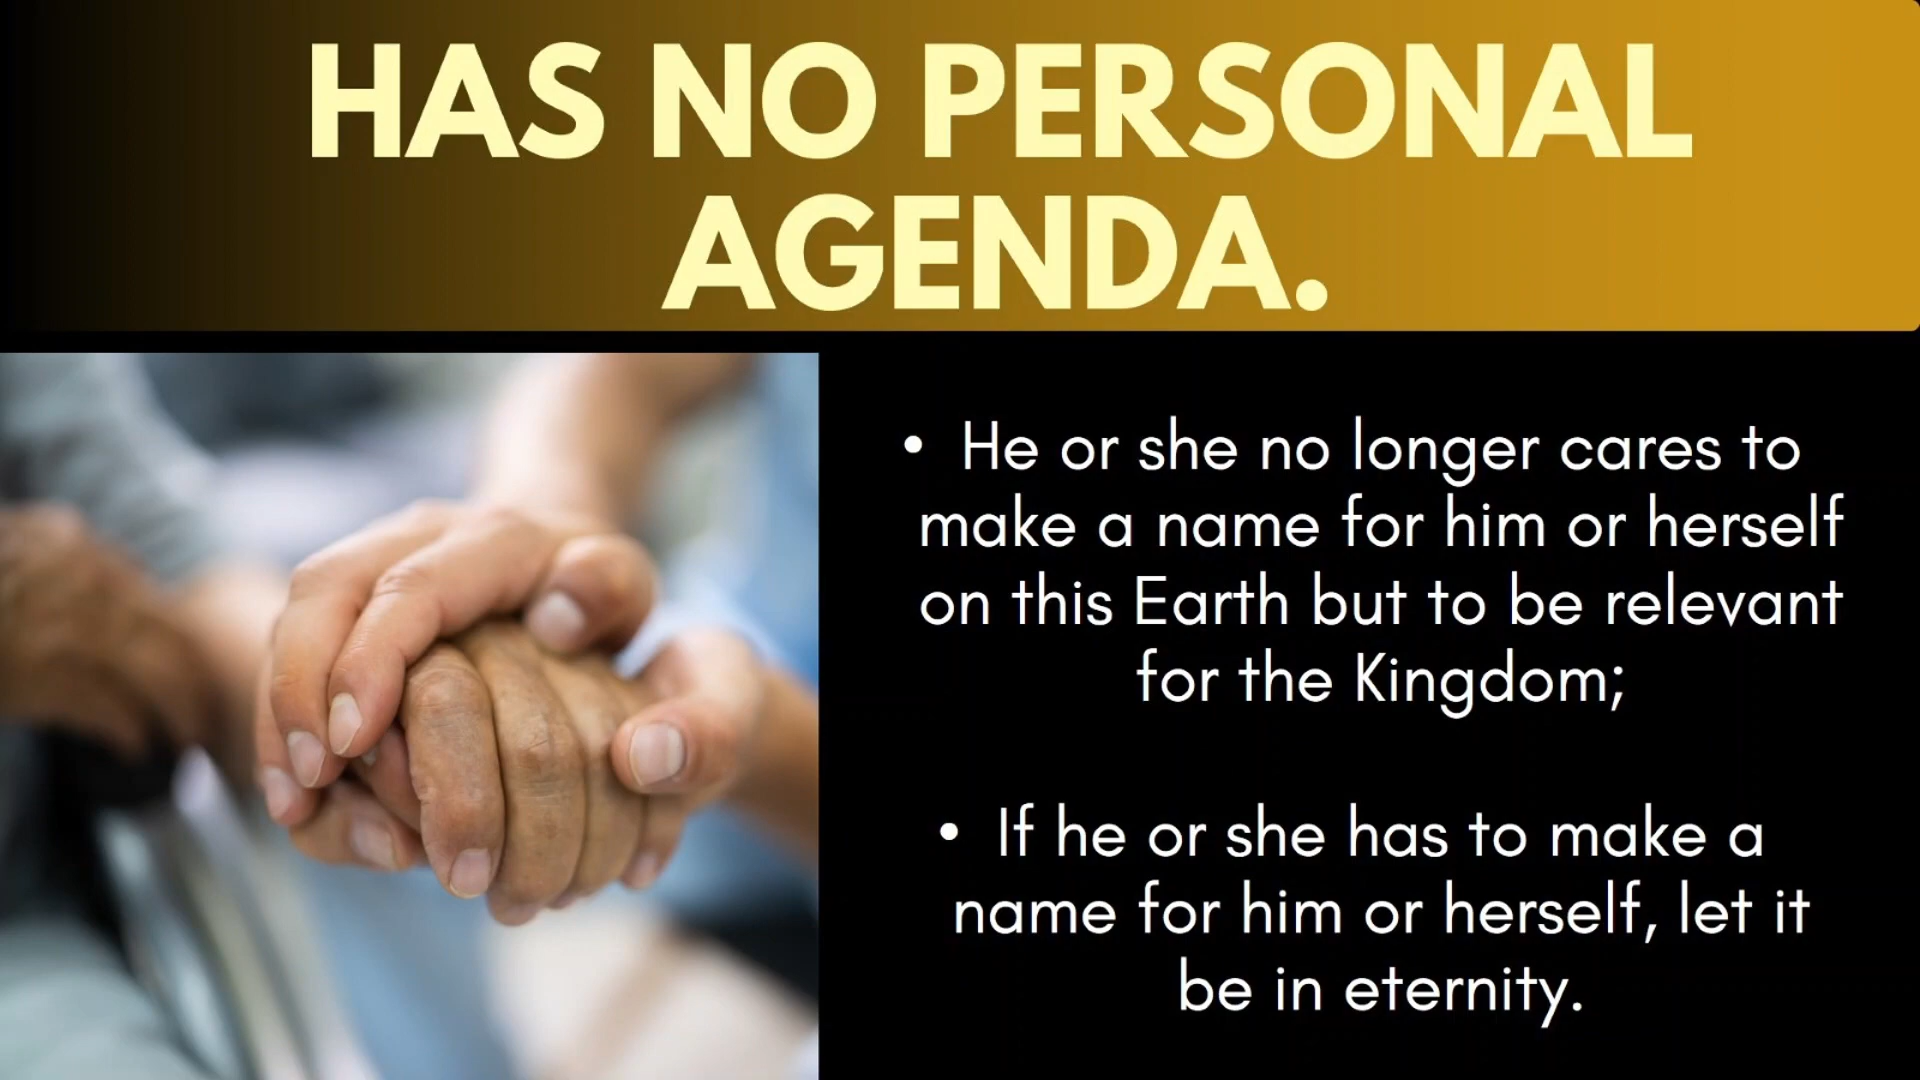 HAS NO PERSONAL
AGENDA.
• He or she no longer cares to
make a name for him or herself
on this Earth but to be relevant
for the Kingdom;
• If he or she has to make a
name for him or herself, let it
be in eternity.